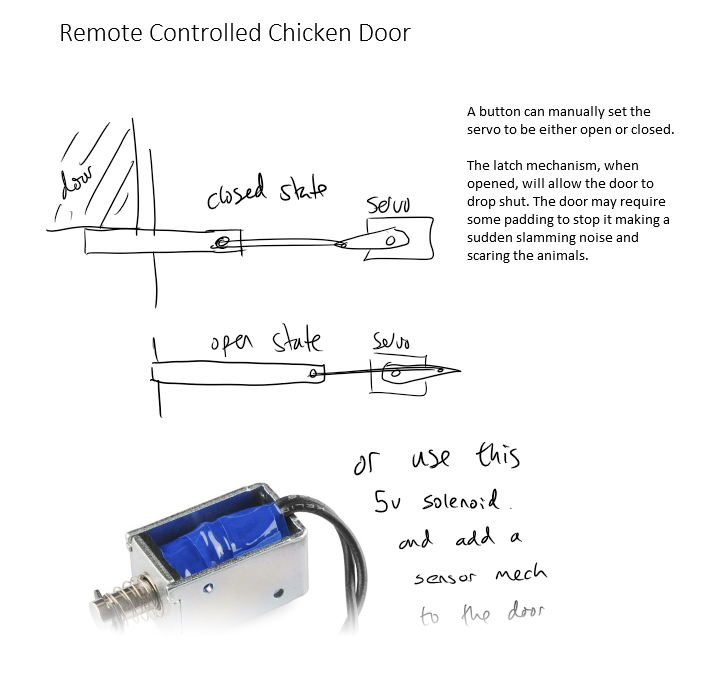 Remote Controlled Chicken Door
A button can manually set the
servo to be either open or closed.
The latch mechanism, when
opened, will allow the door to
drop shut. The door may require
some padding to stop it making a
sudden slamming noise and
scaring the animals.
door
closed state
servo
open state
servo
or use this
5v solenoid.
and add a
sensor mech
to the door